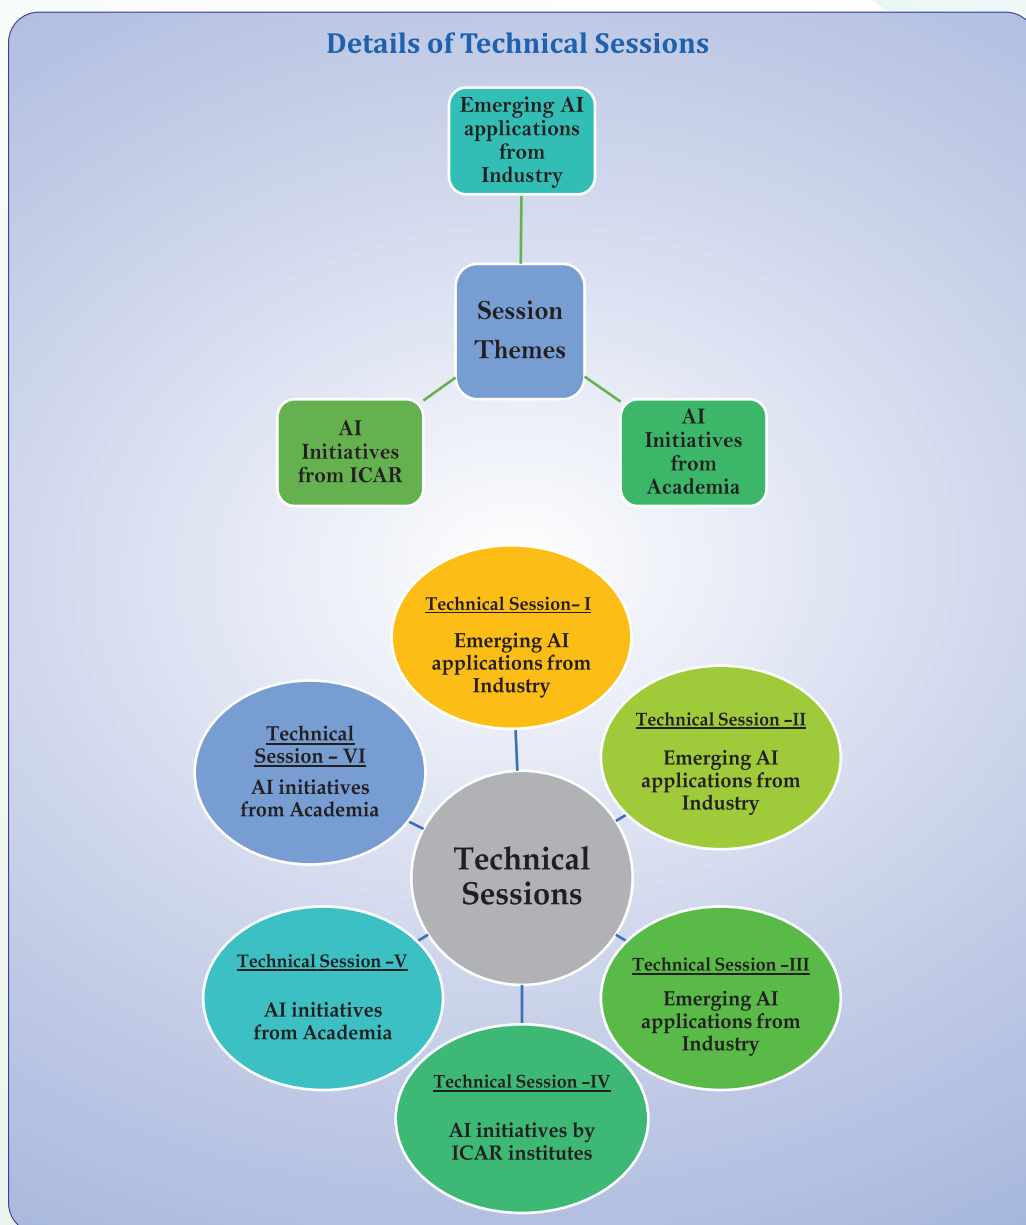 Details of Technical Sessions
Emerging AI
applications
from
Industry
Session
Themes
AI
Initiatives
from ICAR
AI
Initiatives
from
Academia
Technical Session– I
Emerging AI
applications from
Industry
Technical Session –II
Emerging AI
applications from
Industry
Technical
Session – VI
AI initiatives
from Academia
Technical
Sessions
Technical Session –V
AI initiatives
from Academia
Technical Session –III
Emerging AI
applications from
Industry
Technical Session –IV
AI initiatives by
ICAR institutes